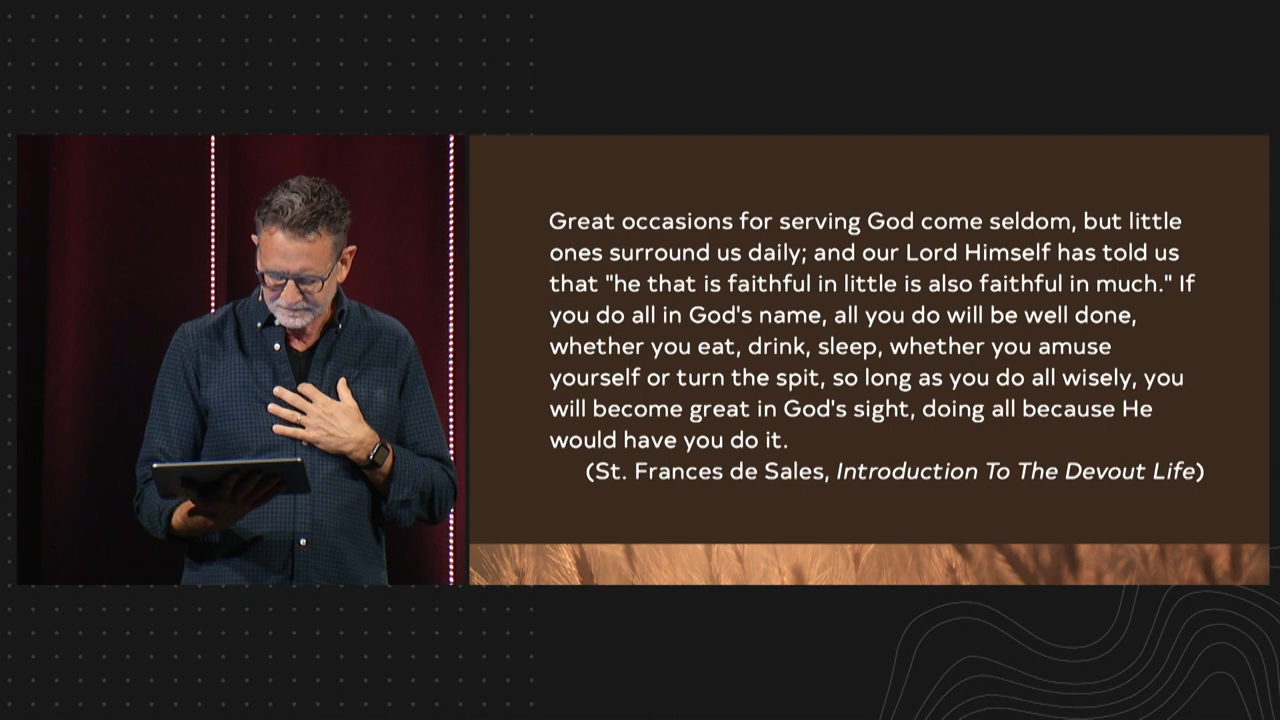 Great occasions for serving God come seldom, but little
ones surround us daily; and our Lord Himself has told us
that "he that is faithful in little is also faithful in much." If
you do all in God's name, all you do will be well done,
whether you eat, drink, sleep, whether you amuse
yourself or turn the spit, so long as you do all wisely, you
will become great in God's sight, doing all because He
would have you do it.
(St. Frances de Sales, Introduction To The Devout Life)